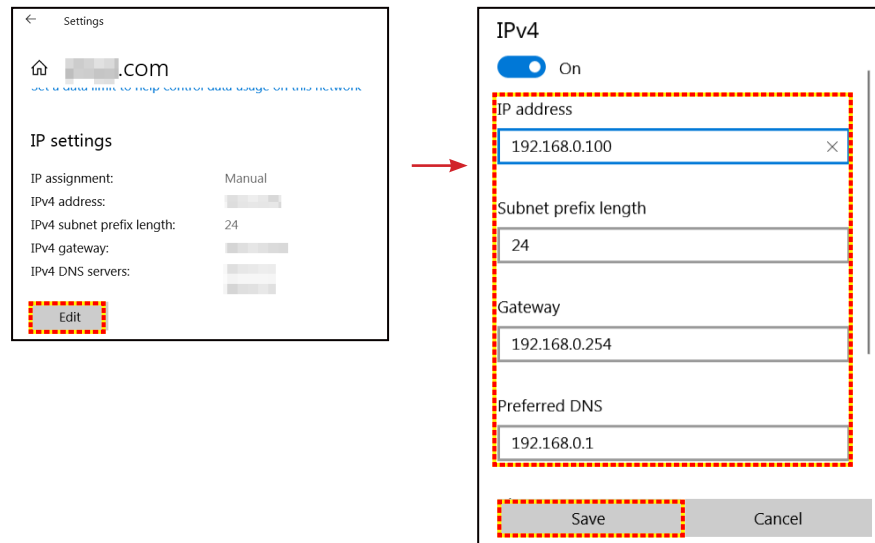 Settings
.com
Set a data limit to help control data usage on this network
IP settings
IP assignment: Manual
IPv4 address:
IPv4 subnet prefix length: 24
IPv4 gateway:
IPv4 DNS servers:
Edit
IPv4
On
IP address
192.168.0.100
Subnet prefix length
24
Gateway
192.168.0.254
Preferred DNS
192.168.0.1
Save Cancel